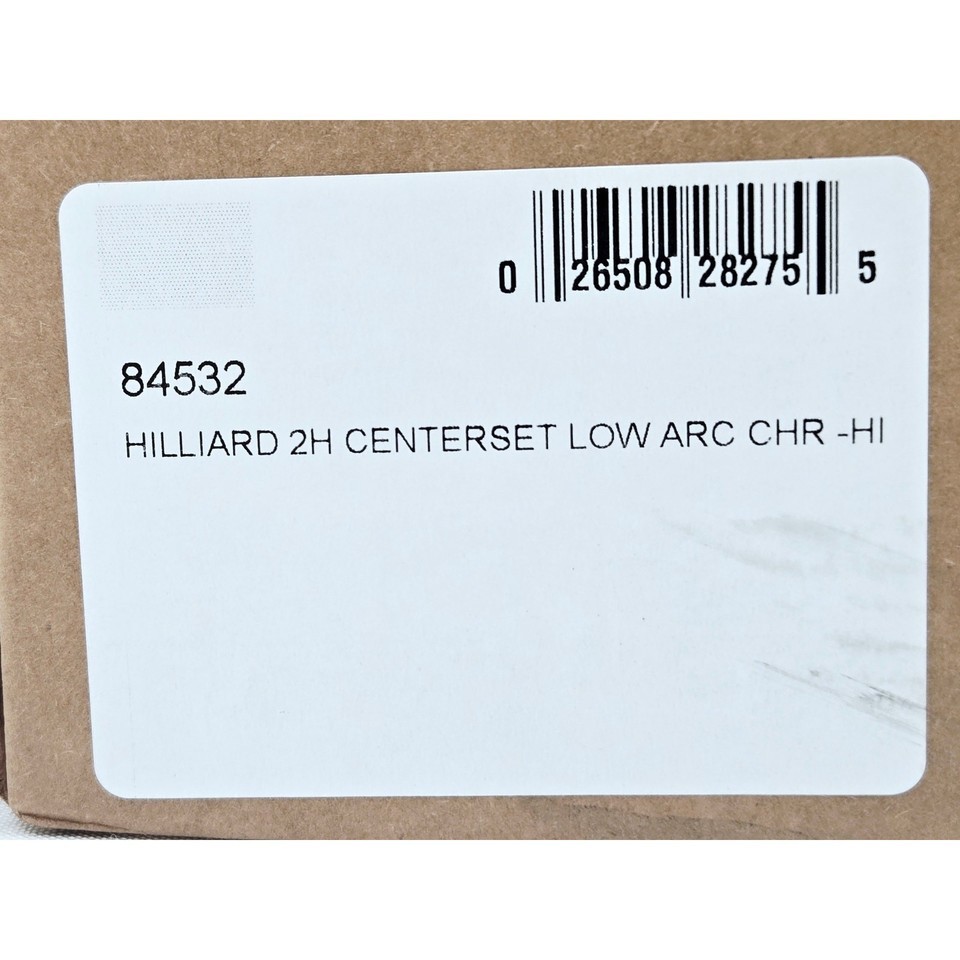 0 26508 28275 5
84532
HILLIARD 2H CENTERSET LOW ARC CHR -HI